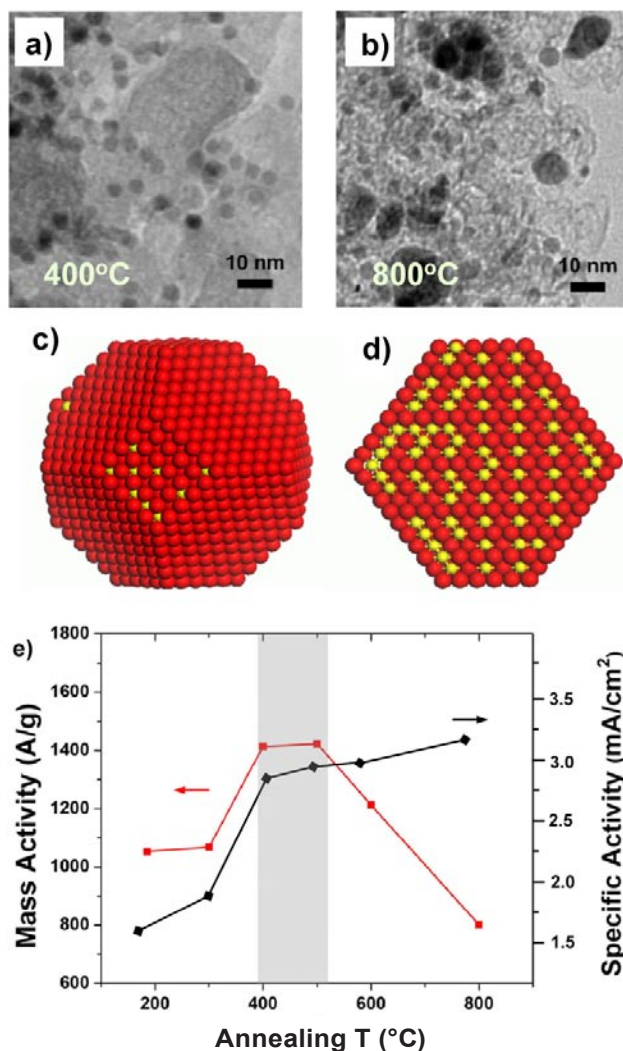 a)
400°C
10 nm
b)
800°C
10 nm
c)
d)
e)
1800
1600
1400
1200
1000
800
600
Mass Activity (A/g)
3.5
3.0
2.5
2.0
1.5
Specific Activity (mA/cm²)
200
400
600
800
Annealing T (°C)